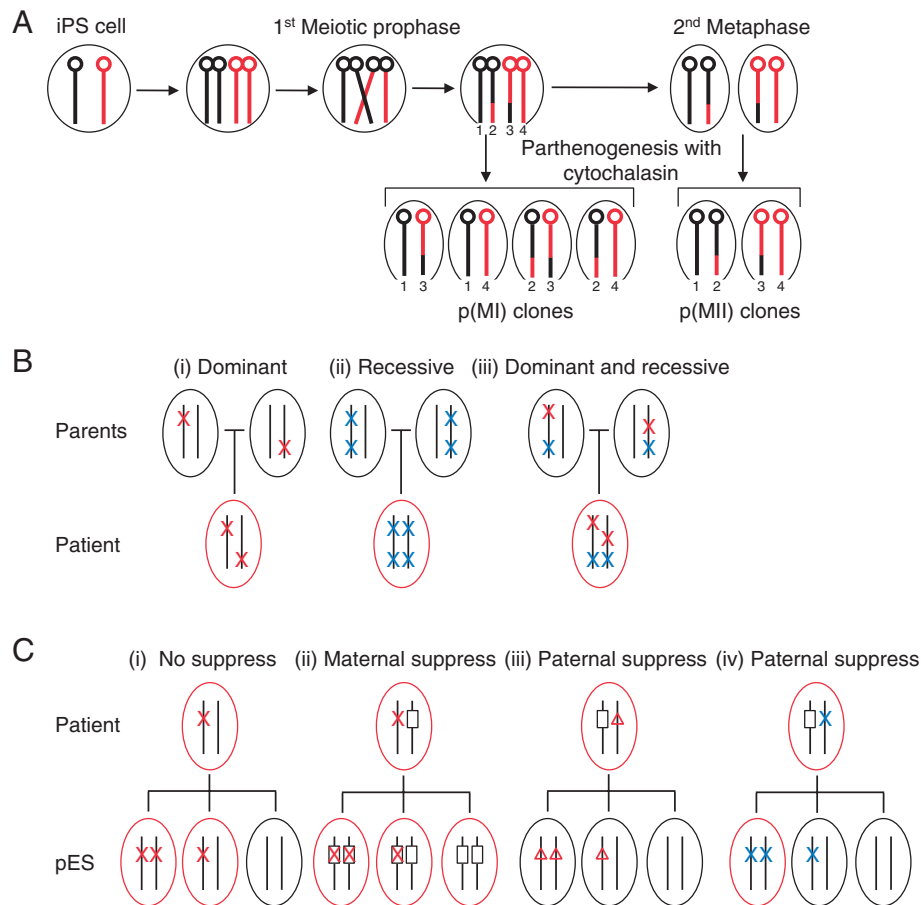 A
iPS cell
1st Meiotic prophase
2nd Metaphase
1 2 3 4
Parthenogenesis with
cytochalasin
1 3
1 4
2 3
2 4
1 2
3 4
p(MI) clones
p(MII) clones
B
(i) Dominant
(ii) Recessive
(iii) Dominant and recessive
Parents
Patient
C
(i) No suppress
(ii) Maternal suppress
(iii) Paternal suppress
(iv) Paternal suppress
Patient
pES